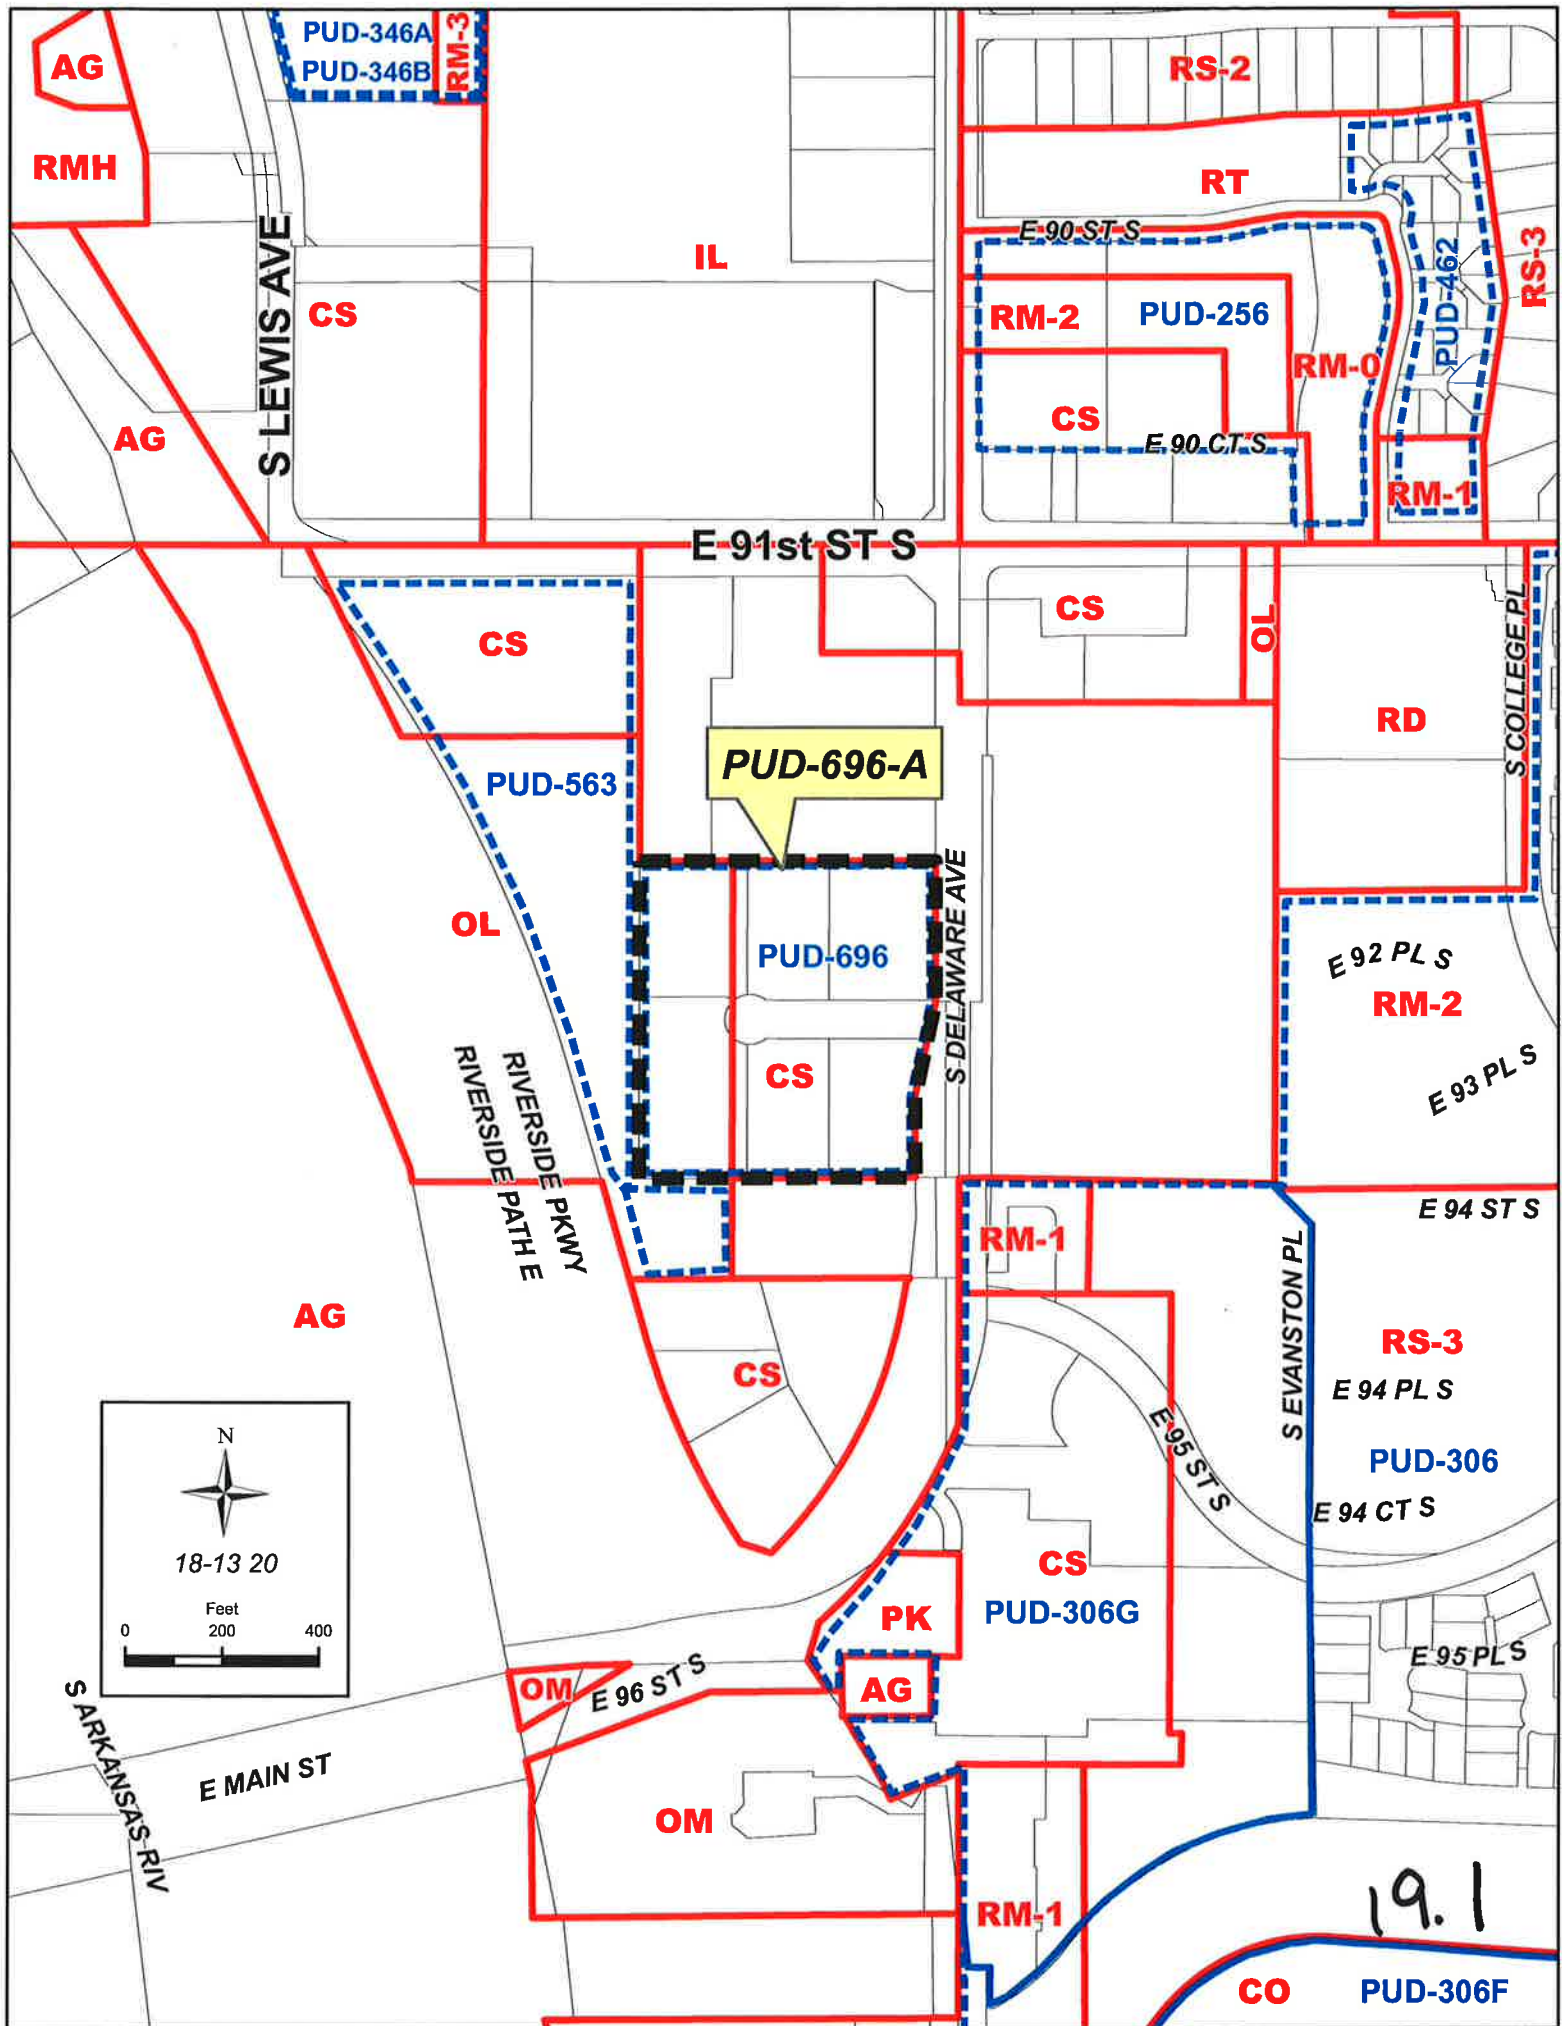 PUD-346A
PUD-346B
RM-3
AG
RS-2
RMH
RT
E 90 ST S
S LEWIS AVE
CS
IL
RM-2
PUD-256
RM-0
PUD-462
RS-3
AG
CS
E 90 CT S
RM-1
E 91st ST S
CS
CS
OL
RD
S COLLEGE PL
PUD-563
PUD-696-A
OL
PUD-696
S DELAWARE AVE
E 92 PL S
RM-2
CS
E 93 PL S
RIVERSIDE PKWY
RIVERSIDE PATH E
E 94 ST S
RM-1
S EVANSTON PL
AG
RS-3
CS
E 94 PL S
E 95 ST S
PUD-306
E 94 CT S
N
18-13 20
Feet
0 200 400
CS
PK
PUD-306G
E 95 PL S
AG
OM
E 96 ST S
S ARKANSAS RIV
E MAIN ST
OM
RM-1
19.1
CO
PUD-306F